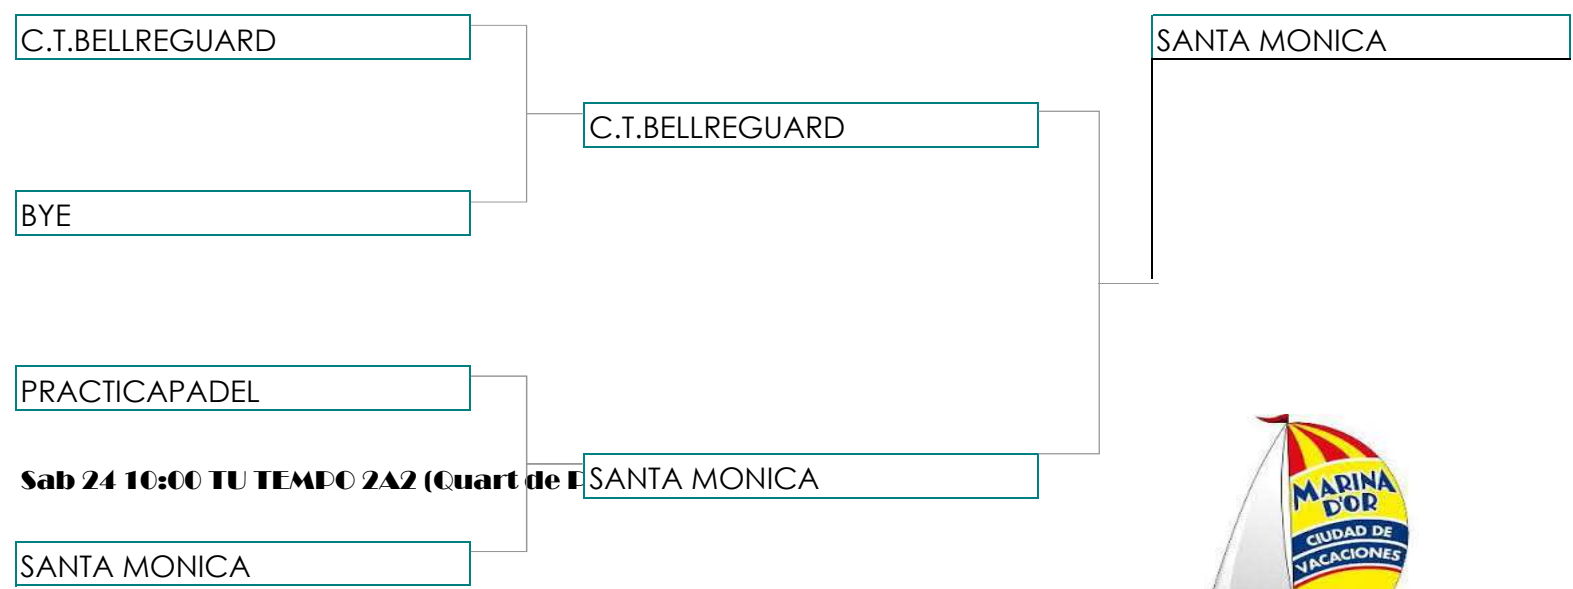 C.T.BELLREGUARD
SANTA MONICA
C.T.BELLREGUARD
BYE
PRACTICAPADEL
Sab 24 10:00 TU TEMPO 2A2 (Quart de P
SANTA MONICA
SANTA MONICA
MARINA
D'OR
CIUDAD DE
VACACIONES